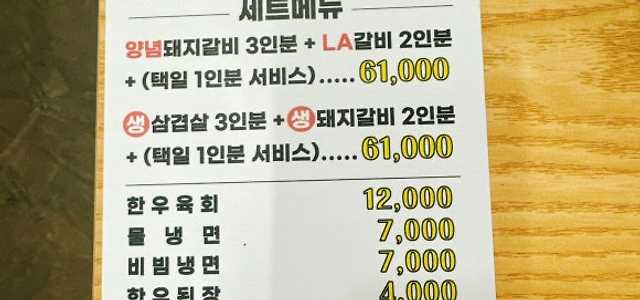 세트메뉴
양념돼지갈비 3인분 + LA갈비 2인분
+ (택일 1인분 서비스)..... 61,000
생 삼겹살 3인분 + 생 돼지갈비 2인분
+ (택일 1인분 서비스)..... 61,000
한우육회 12,000
물냉면 7,000
비빔냉면 7,000
한우된장 4,000